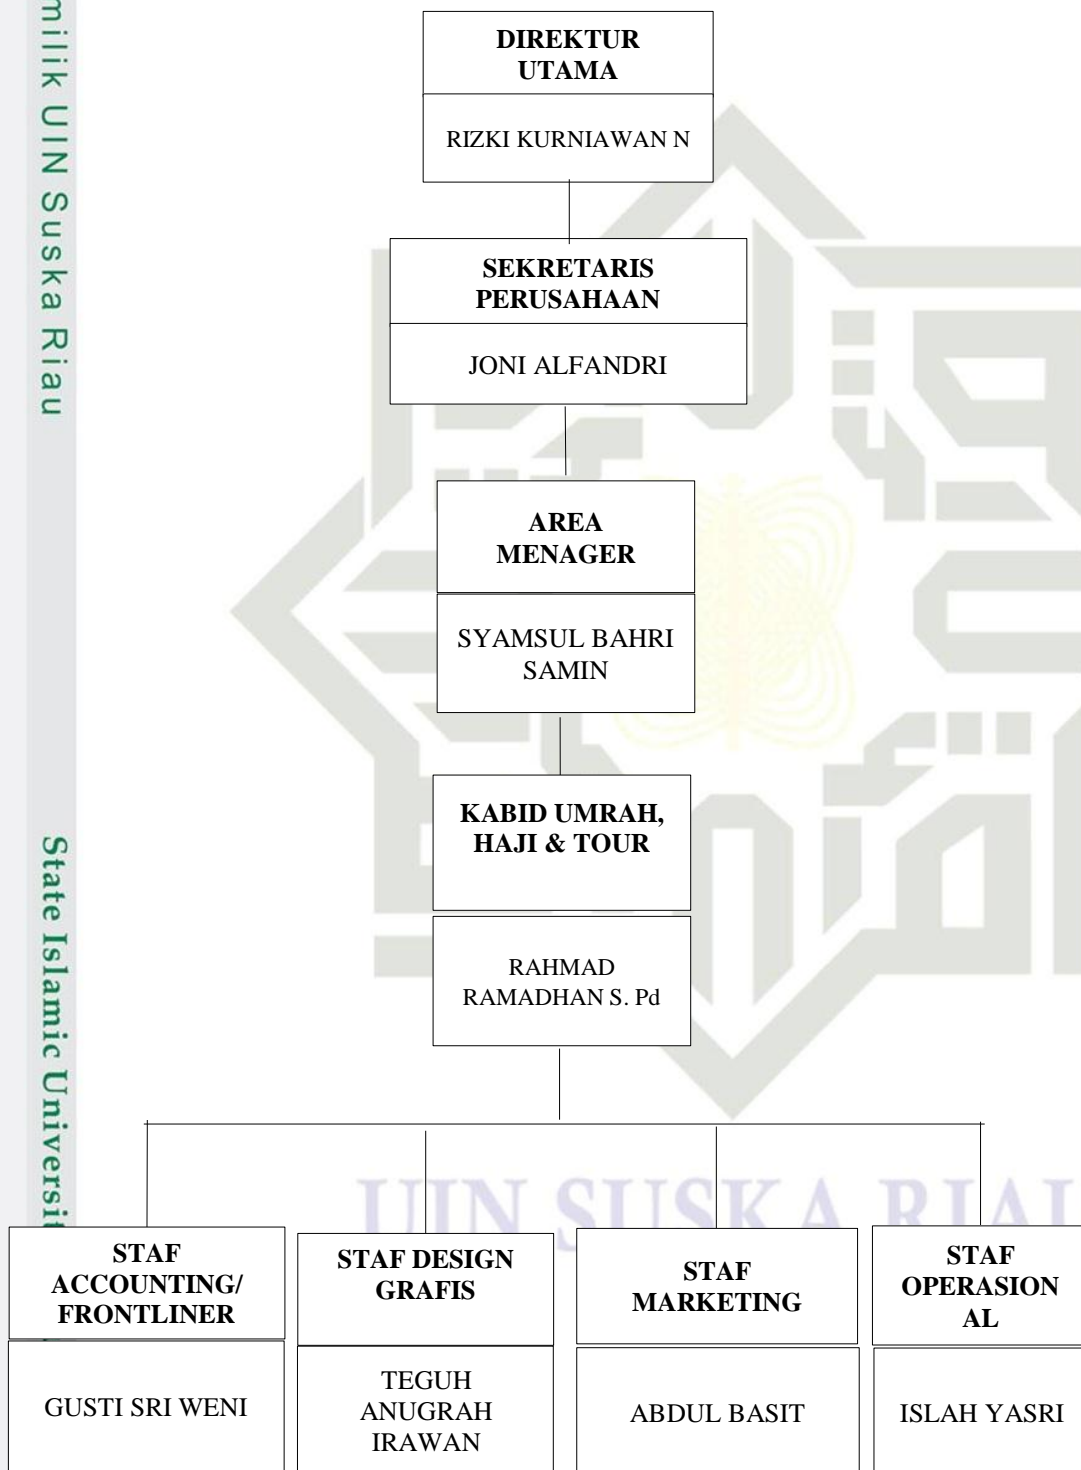 milik UIN Suska Riau
State Islamic Universit
DIREKTUR
UTAMA
RIZKI KURNIAWAN N
SEKRETARIS
PERUSAHAAN
JONI ALFANDRI
AREA
MENAGER
SYAMSUL BAHRI
SAMIN
KABID UMRAH,
HAJI & TOUR
RAHMAD
RAMADHAN S. Pd
UIN SUSKA RIAU
STAF
ACCOUNTING/
FRONTLINER
GUSTI SRI WENI
STAF DESIGN
GRAFIS
TEGUH
ANUGRAH
IRAWAN
STAF
MARKETING
ABDUL BASIT
STAF
OPERASION
AL
ISLAH YASRI